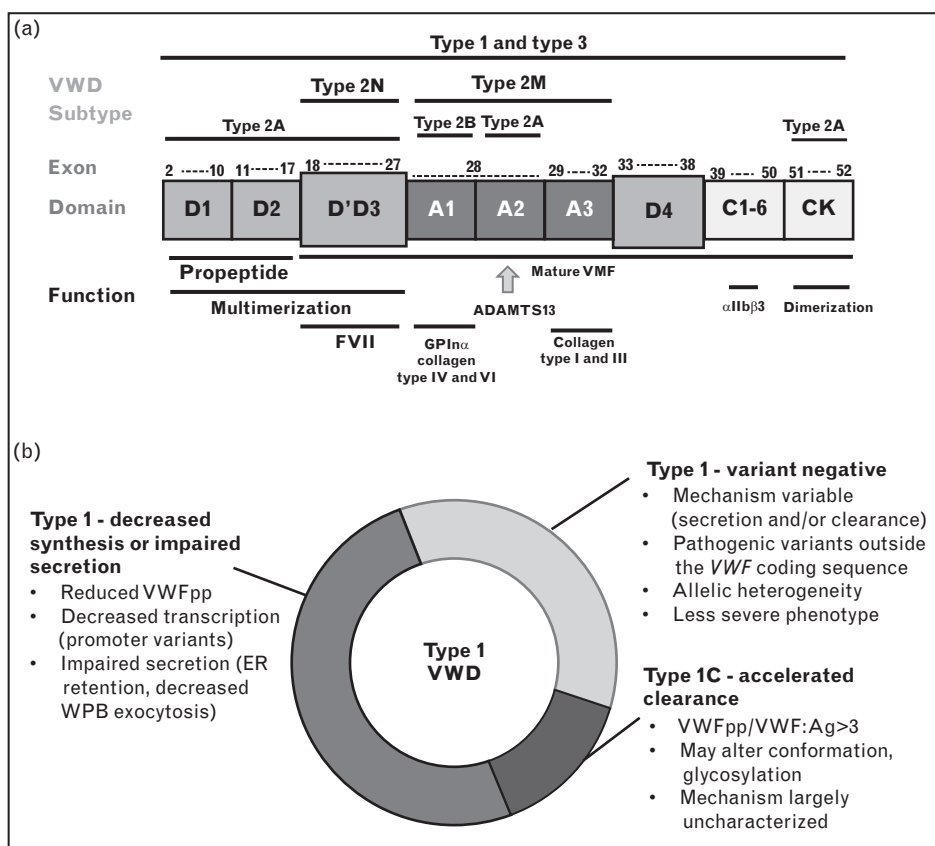 (a)
Type 1 and type 3
VWD
Subtype
Type 2N
Type 2M
Type 2A
Type 2B
Type 2A
Type 2A
Exon
2 ----- 10
11 ----- 17
18 -------- 27
28
29 ----- 32
33 ------ 38
39 ---- 50
51 ---- 52
Domain
D1
D2
D'D3
A1
A2
A3
D4
C1-6
CK
Function
Propeptide
Mature VMF
Multimerization
ADAMTS13
αIIbβ3
Dimerization
FVII
GPInα
collagen
type IV and VI
Collagen
type I and III
(b)
Type 1 - decreased
synthesis or impaired
secretion
• Reduced VWFpp
• Decreased transcription
(promoter variants)
• Impaired secretion (ER
retention, decreased
WPB exocytosis)
Type 1
VWD
Type 1 - variant negative
• Mechanism variable
(secretion and/or clearance)
• Pathogenic variants outside
the VWF coding sequence
• Allelic heterogeneity
• Less severe phenotype
Type 1C - accelerated
clearance
• VWFpp/VWF:Ag>3
• May alter conformation,
glycosylation
• Mechanism largely
uncharacterized